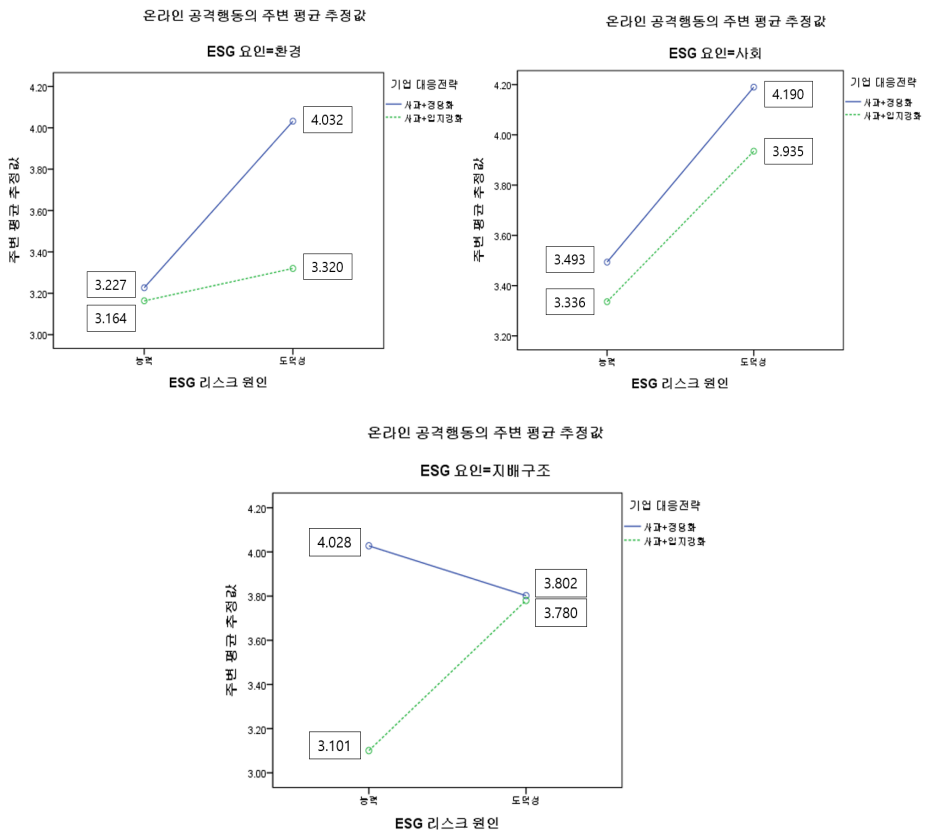 온라인 공격행동의 주변 평균 추정값
ESG 요인=환경
기업 대응전략
사과+정당화
사과+입지강화
주변 평균 추정값
4.20
4.00
3.80
3.60
3.40
3.20
3.00
4.032
3.320
3.227
3.164
능력
도덕성
ESG 리스크 원인
온라인 공격행동의 주변 평균 추정값
ESG 요인=사회
기업 대응전략
사과+정당화
사과+입지강화
주변 평균 추정값
4.20
4.00
3.80
3.60
3.40
3.20
4.190
3.935
3.493
3.336
능력
도덕성
ESG 리스크 원인
온라인 공격행동의 주변 평균 추정값
ESG 요인=지배구조
기업 대응전략
사과+정당화
사과+입지강화
주변 평균 추정값
4.20
4.00
3.80
3.60
3.40
3.20
3.00
4.028
3.802
3.780
3.101
능력
도덕성
ESG 리스크 원인